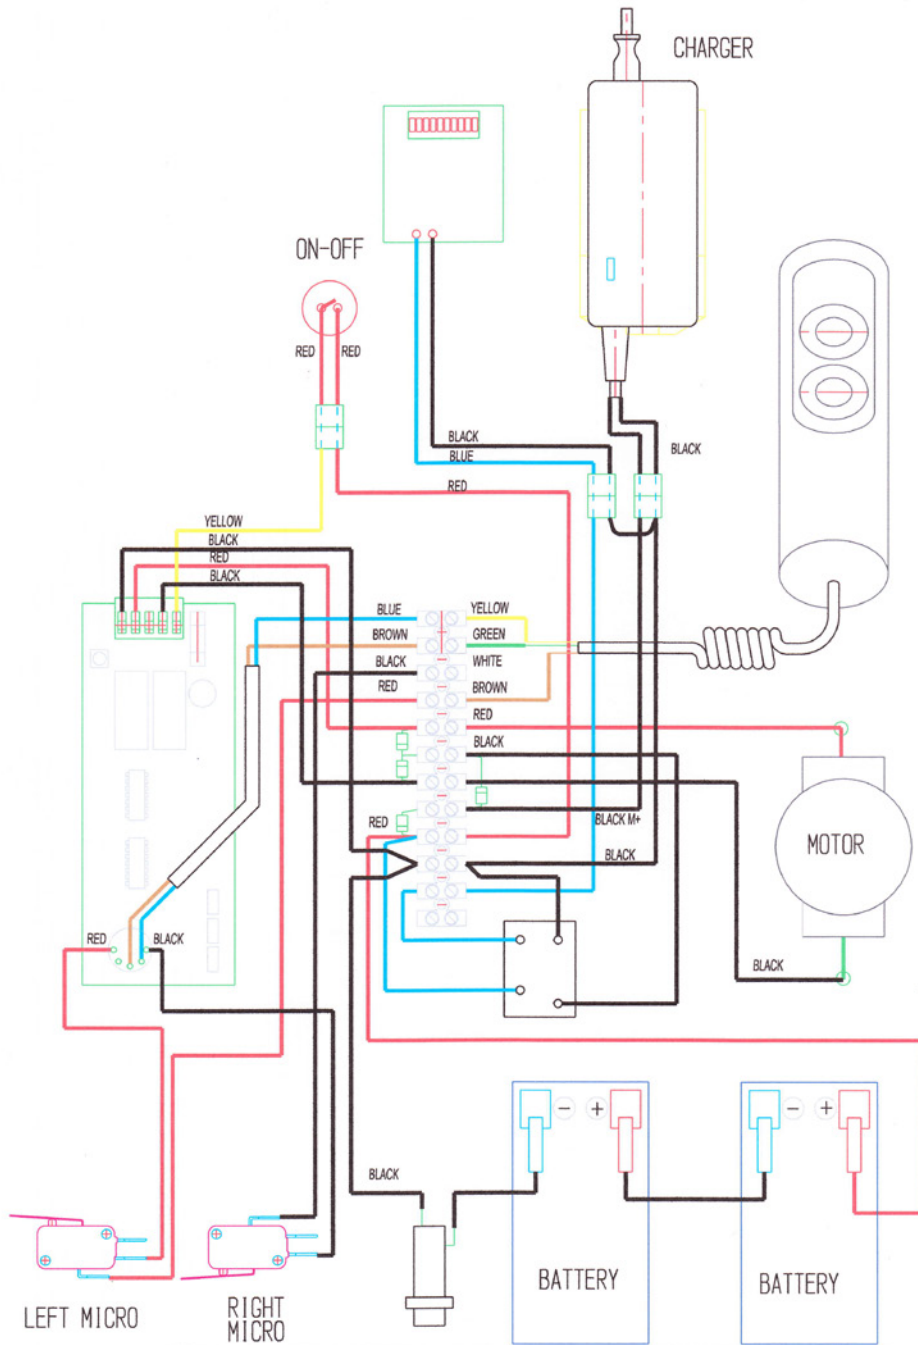 CHARGER
ON-OFF
RED RED
BLACK
BLUE
BLACK
RED
YELLOW
BLACK
RED
BLACK
BLUE YELLOW
BROWN GREEN
BLACK WHITE
RED BROWN
RED
BLACK
RED
BLACK M+
BLACK
MOTOR
RED BLACK
BLACK
- + - +
BLACK
BATTERY BATTERY
LEFT MICRO
RIGHT
MICRO